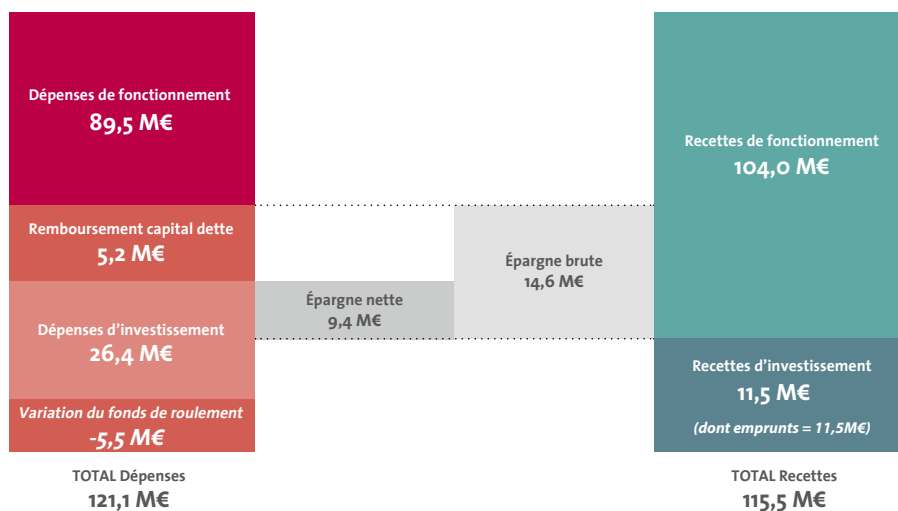 Dépenses de fonctionnement
89,5 M€
Remboursement capital dette
5,2 M€
Dépenses d'investissement
26,4 M€
Variation du fonds de roulement
-5,5 M€
TOTAL Dépenses
121,1 M€
Épargne nette
9,4 M€
Épargne brute
14,6 M€
Recettes de fonctionnement
104,0 M€
Recettes d'investissement
11,5 M€
(dont emprunts = 11,5M€)
TOTAL Recettes
115,5 M€